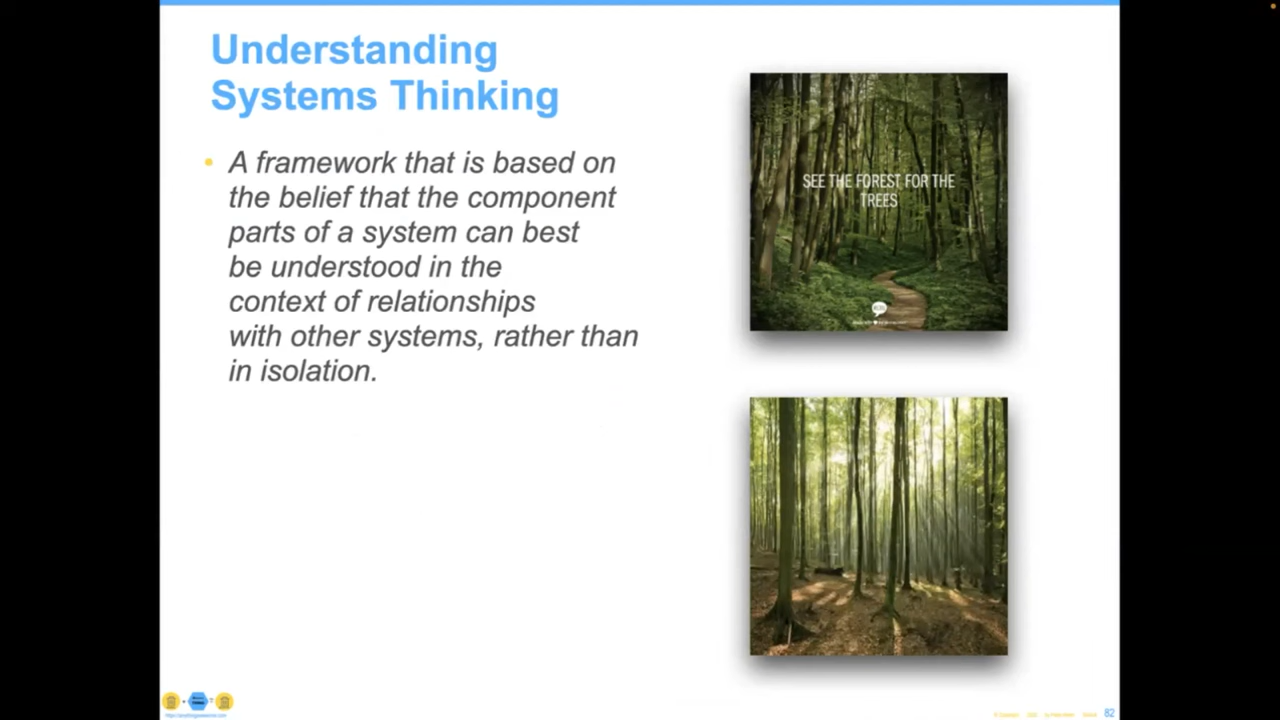 Understanding
Systems Thinking
• A framework that is based on
the belief that the component
parts of a system can best
be understood in the
context of relationships
with other systems, rather than
in isolation.
SEE THE FOREST FOR THE
TREES
82